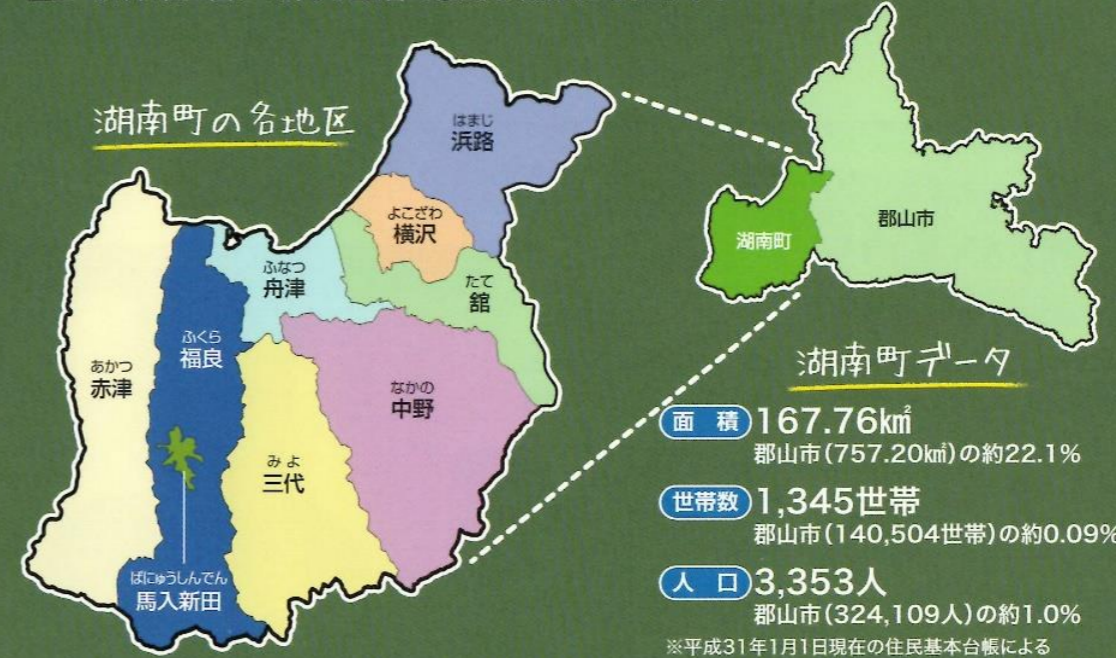 湖南町の各地区
はまじ
浜路
よこざわ
横沢
ふなつ
舟津
たて
舘
ふくら
福良
あかつ
赤津
なかの
中野
みよ
三代
ばにゅうしんでん
馬入新田
湖南町
郡山市
湖南町データ
面 積 167.76㎢
郡山市(757.20㎢)の約22.1%
世帯数 1,345世帯
郡山市(140,504世帯)の約0.09%
人 口 3,353人
郡山市(324,109人)の約1.0%
※平成31年1月1日現在の住民基本台帳による